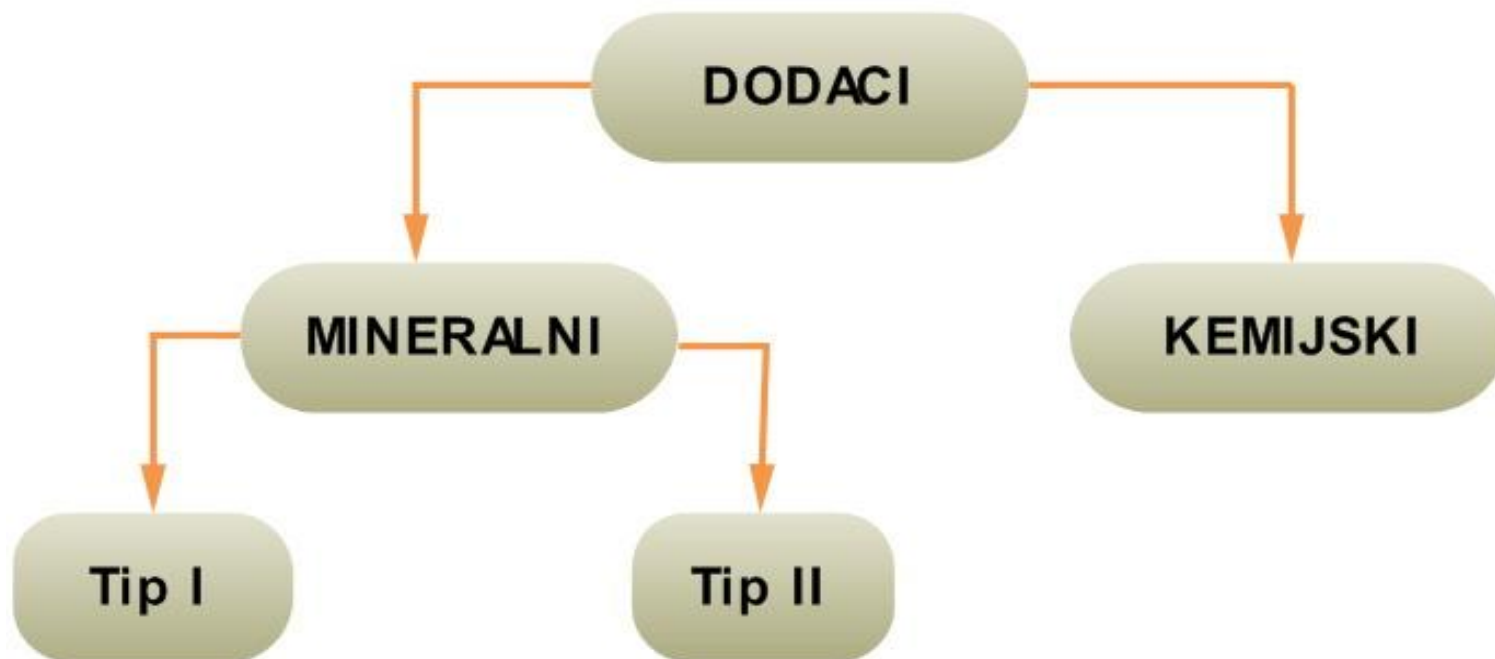 DODACI
MINERALNI
KEMIJSKI
Tip I
Tip II